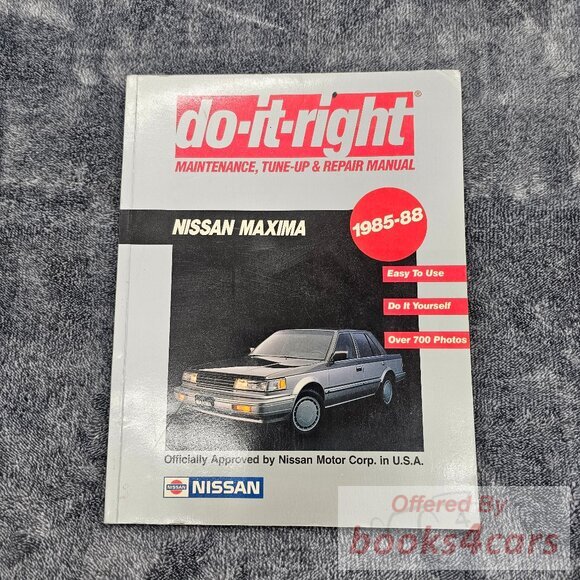 do-it-right®
MAINTENANCE, TUNE-UP & REPAIR MANUAL
NISSAN MAXIMA
1985-88
Easy To Use
Do It Yourself
Over 700 Photos
Officially Approved by Nissan Motor Corp. in U.S.A.
NISSAN
Offered By
books4cars